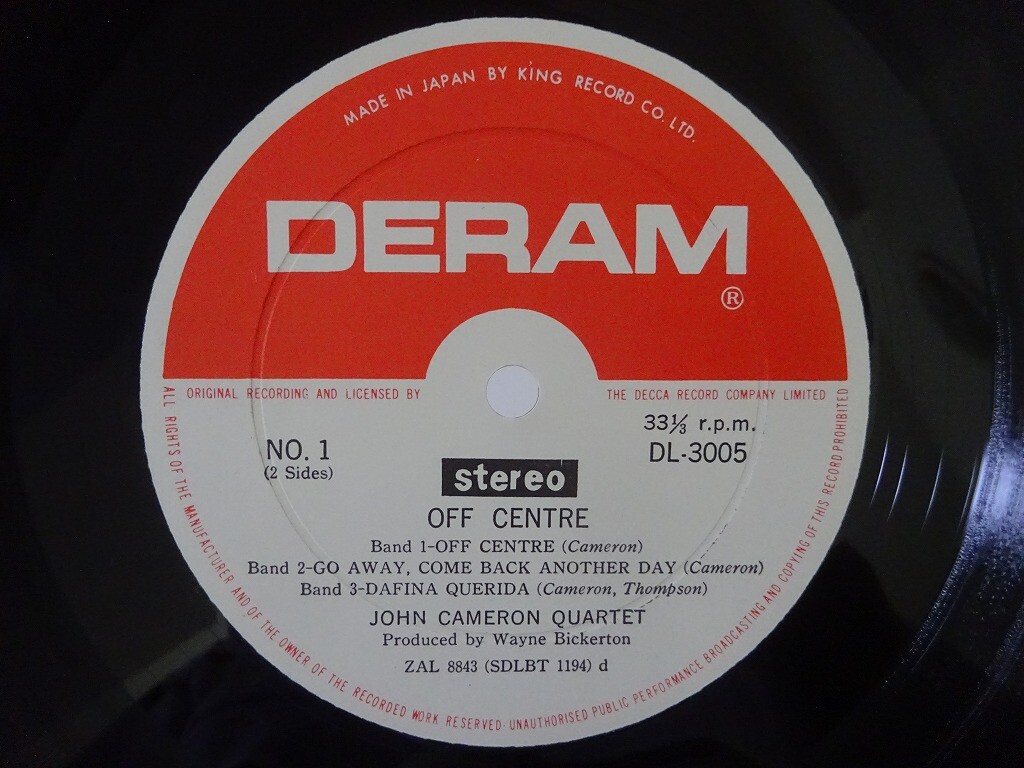 MADE IN JAPAN BY KING RECORD CO. LTD.
DERAM
®
ORIGINAL RECORDING AND LICENSED BY
THE DECCA RECORD COMPANY LIMITED
33⅓ r.p.m.
NO. 1
DL-3005
(2 Sides)
stereo
OFF CENTRE
Band 1-OFF CENTRE (Cameron)
Band 2-GO AWAY, COME BACK ANOTHER DAY (Cameron)
Band 3-DAFINA QUERIDA (Cameron, Thompson)
JOHN CAMERON QUARTET
Produced by Wayne Bickerton
ZAL 8843 (SDLBT 1194) d
ALL RIGHTS OF THE MANUFACTURER AND OF THE OWNER OF THE RECORDED WORK RESERVED· UNAUTHORISED PUBLIC PERFORMANCE BROADCASTING AND COPYING OF THIS RECORD PROHIBITED